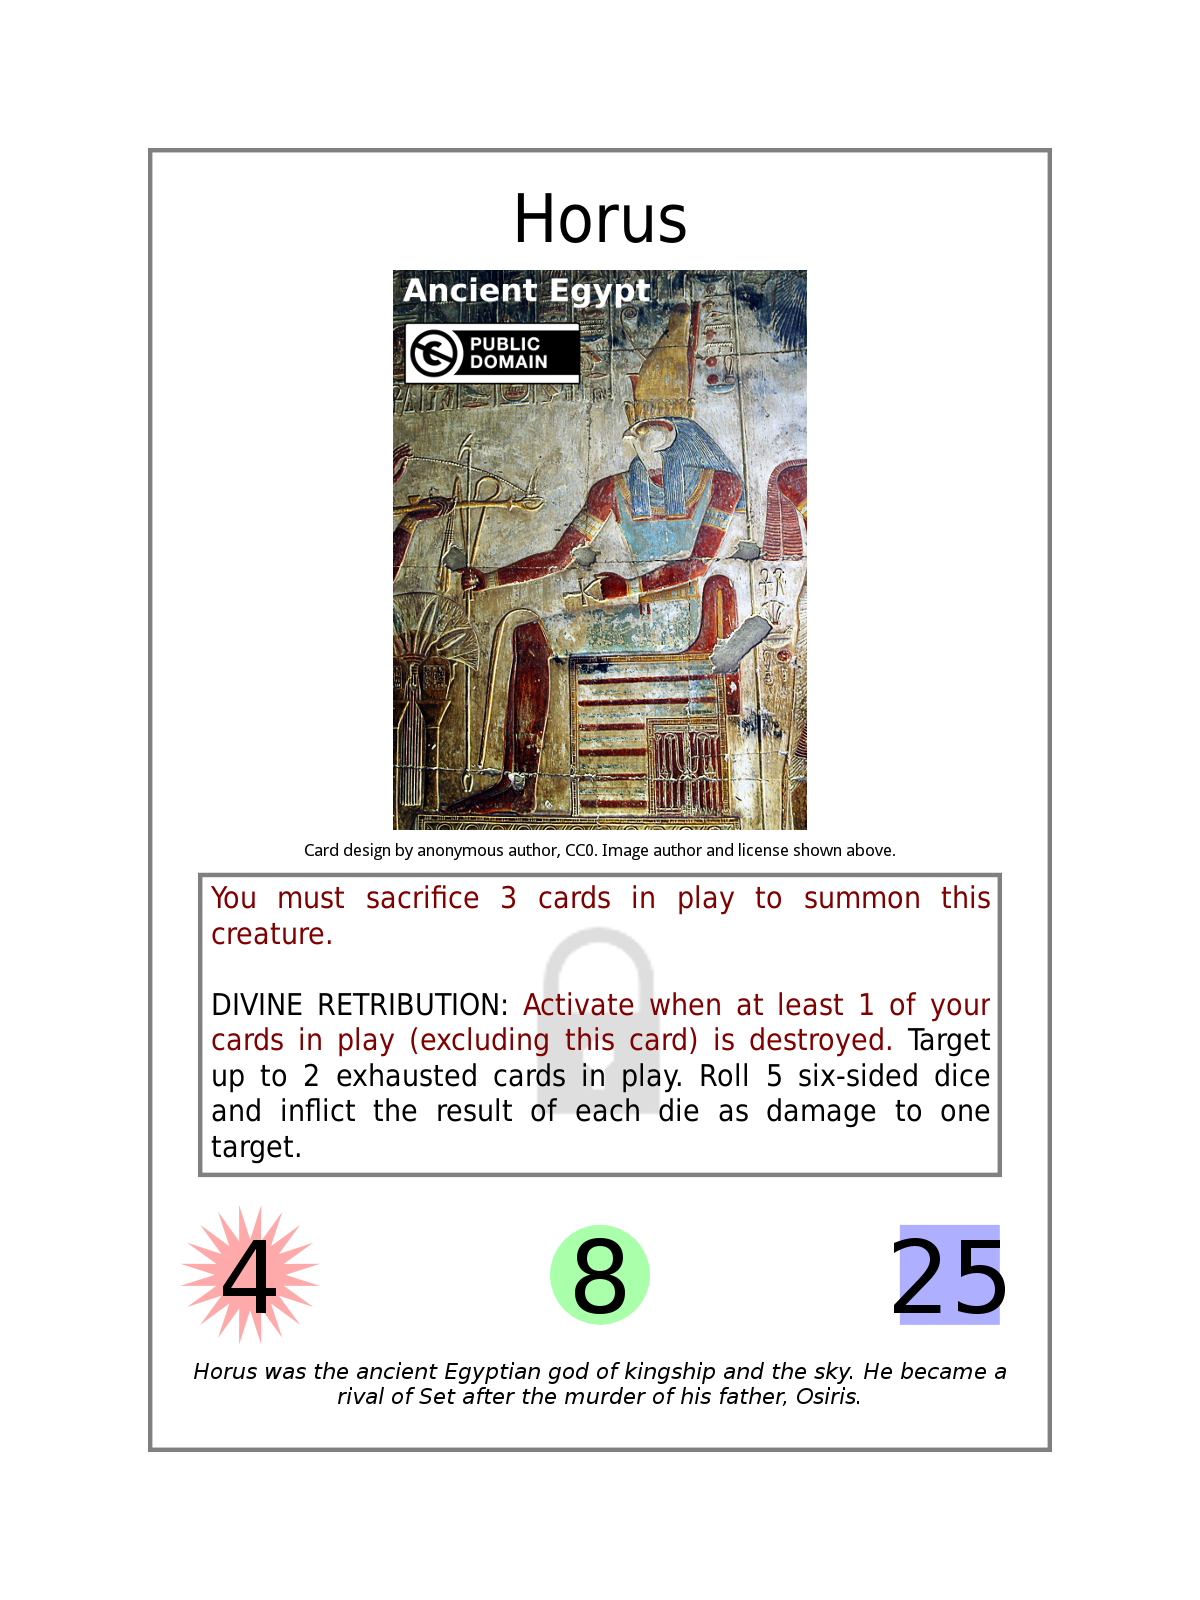 Horus
Ancient Egypt
PUBLIC
DOMAIN
Card design by anonymous author, CC0. Image author and license shown above.
You must sacrifice 3 cards in play to summon this
creature.
DIVINE RETRIBUTION: Activate when at least 1 of your
cards in play (excluding this card) is destroyed. Target
up to 2 exhausted cards in play. Roll 5 six-sided dice
and inflict the result of each die as damage to one
target.
4
8
25
Horus was the ancient Egyptian god of kingship and the sky. He became a
rival of Set after the murder of his father, Osiris.